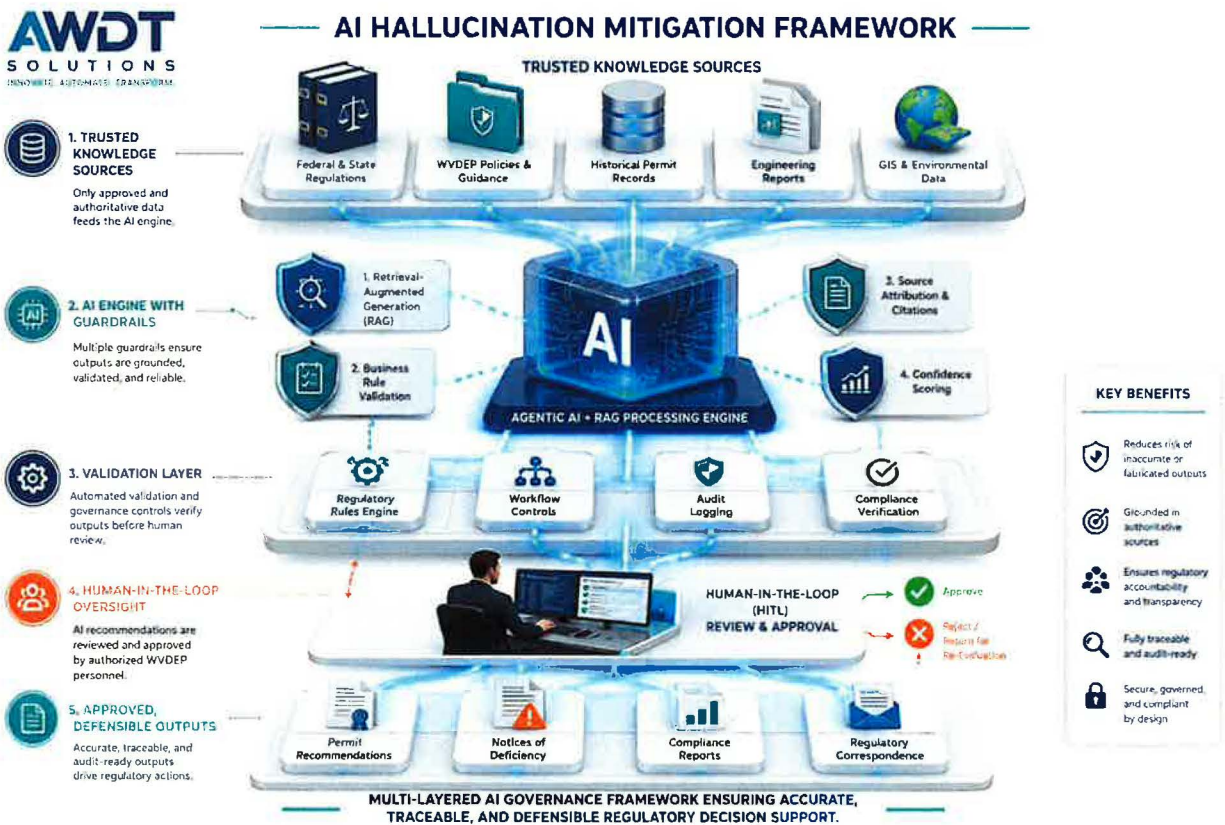 AWDT
SOLUTIONS
INNOVATE. AUTOMATE. TRANSFORM.
AI HALLUCINATION MITIGATION FRAMEWORK
TRUSTED KNOWLEDGE SOURCES
Federal & State
Regulations
WVDEP Policies &
Guidance
Historical Permit
Records
Engineering
Reports
GIS & Environmental
Data
1. TRUSTED
KNOWLEDGE
SOURCES
Only approved and
authoritative data
feeds the AI engine.
AI
2. AI ENGINE WITH
GUARDRAILS
Multiple guardrails ensure
outputs are grounded,
validated, and reliable.
1. Retrieval-
Augmented
Generation
(RAG)
2. Business
Rule
Validation
AI
AGENTIC AI + RAG PROCESSING ENGINE
3. Source
Attribution &
Citations
4. Confidence
Scoring
3. VALIDATION LAYER
Automated validation and
governance controls verify
outputs before human
review.
Regulatory
Rules Engine
Workflow
Controls
Audit
Logging
Compliance
Verification
4. HUMAN-IN-THE-LOOP
OVERSIGHT
AI recommendations are
reviewed and approved
by authorized WVDEP
personnel.
HUMAN-IN-THE-LOOP
(HITL)
REVIEW & APPROVAL
Approve
Reject /
Return for
Re-Evaluation
5. APPROVED,
DEFENSIBLE OUTPUTS
Accurate, traceable, and
audit-ready outputs
drive regulatory actions.
Permit
Recommendations
Notices of
Deficiency
Compliance
Reports
Regulatory
Correspondence
KEY BENEFITS
Reduces risk of
inaccurate or
fabricated outputs
Grounded in
authoritative
sources
Ensures regulatory
accountability
and transparency
Fully traceable
and audit-ready
Secure, governed,
and compliant
by design
MULTI-LAYERED AI GOVERNANCE FRAMEWORK ENSURING ACCURATE,
TRACEABLE, AND DEFENSIBLE REGULATORY DECISION SUPPORT.